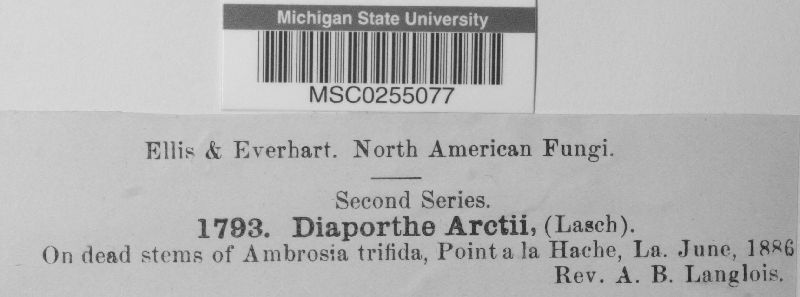 Michigan State University
MSC0255077
Ellis & Everhart. North American Fungi.
Second Series.
1793. Diaporthe Arctii, (Lasch).
On dead stems of Ambrosia trifida, Point a la Hache, La. June, 1886
Rev. A. B. Langlois.